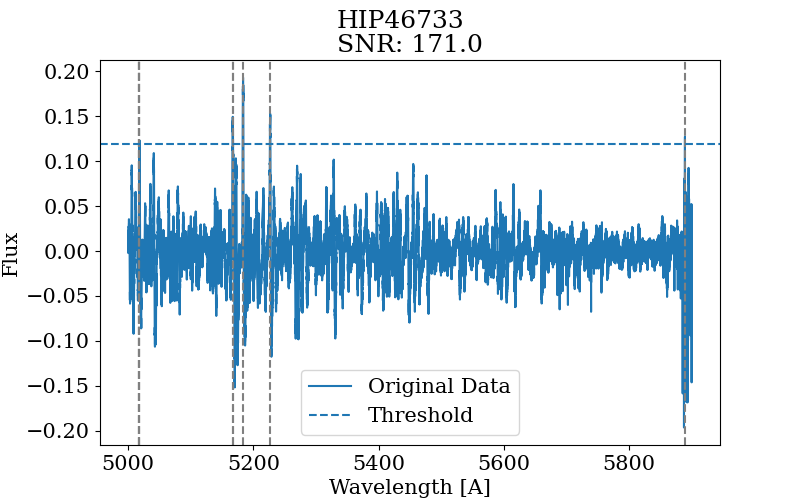 HIP46733
SNR: 171.0
Flux
0.20
0.15
0.10
0.05
0.00
−0.05
−0.10
−0.15
−0.20
Original Data
Threshold
5000
5200
5400
5600
5800
Wavelength [A]